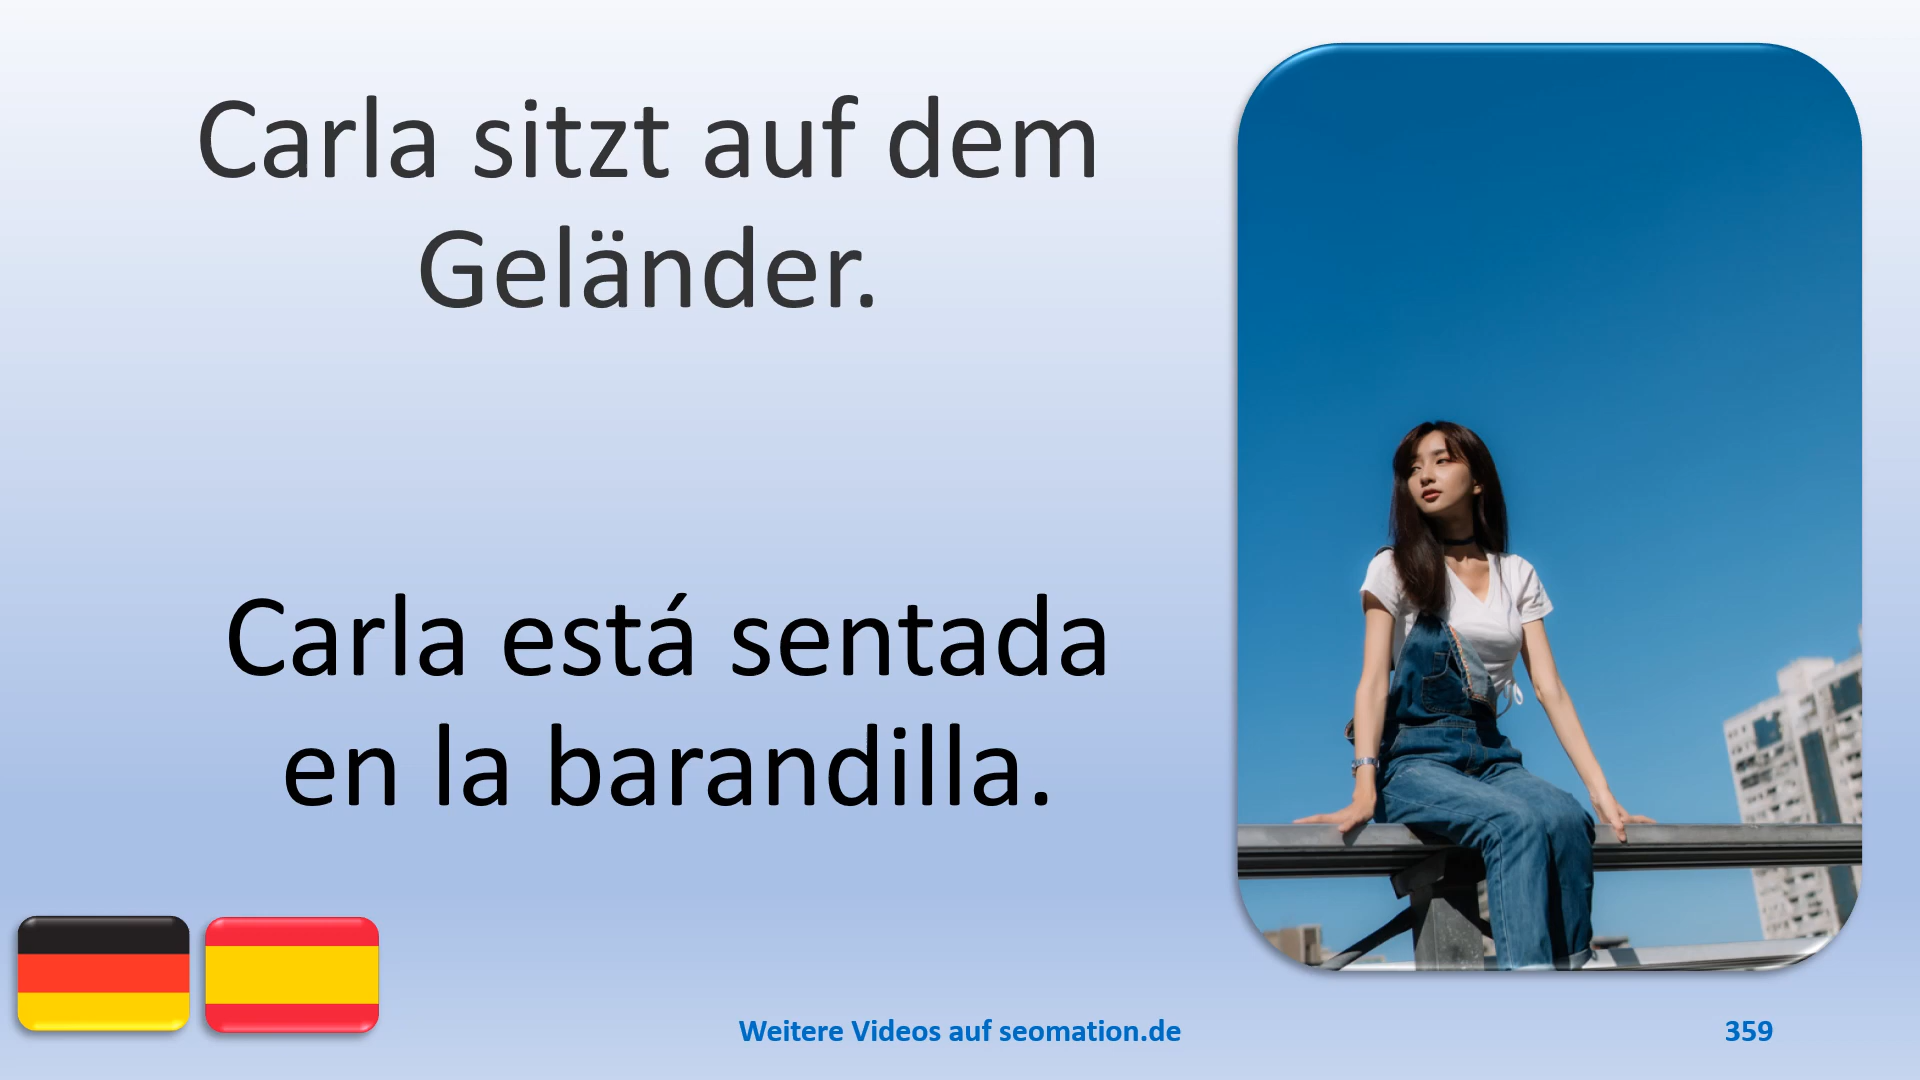 Carla sitzt auf dem
Geländer.
Carla está sentada
en la barandilla.
Weitere Videos auf seomation.de
359